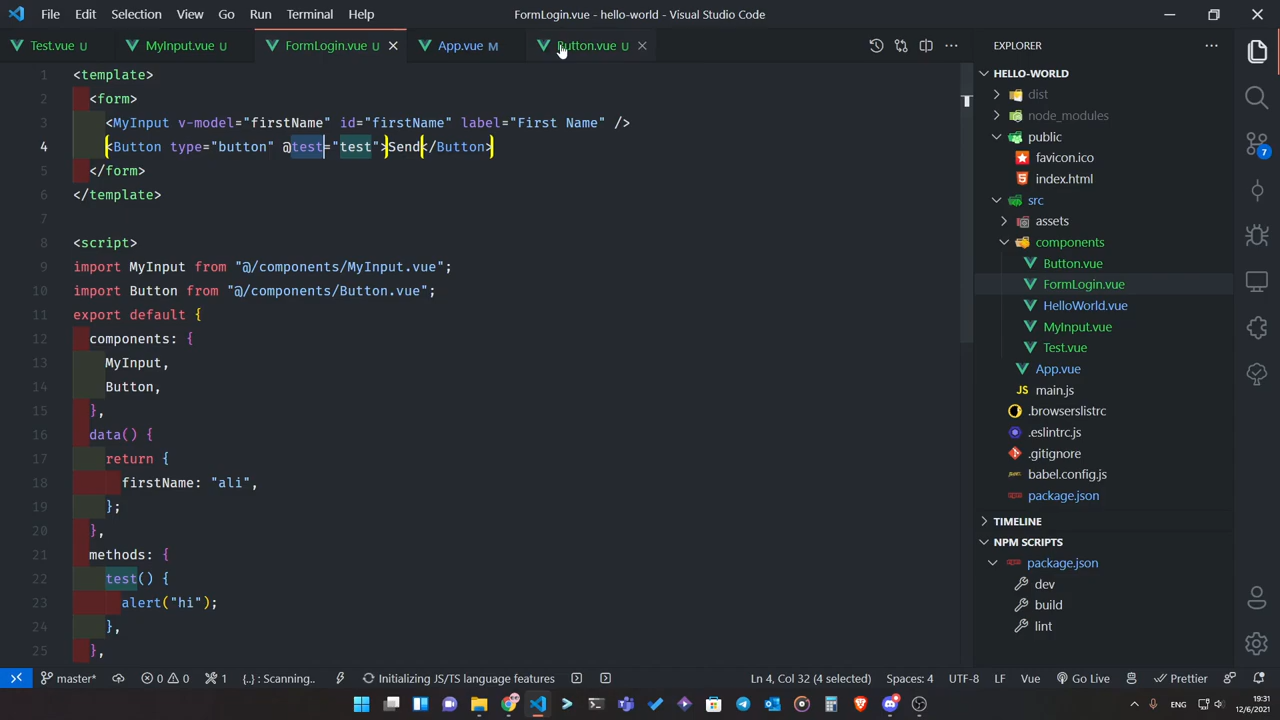 File Edit Selection View Go Run Terminal Help
FormLogin.vue - hello-world - Visual Studio Code
Test.vue U
MyInput.vue U
FormLogin.vue U
App.vue M
Button.vue U
1 <template>
2 <form>
3 <MyInput v-model="firstName" id="firstName" label="First Name" />
4 <Button type="button" @test="test">Send</Button>
5 </form>
6 </template>
7
8 <script>
9 import MyInput from "@/components/MyInput.vue";
10 import Button from "@/components/Button.vue";
11 export default {
12 components: {
13 MyInput,
14 Button,
15 },
16 data() {
17 return {
18 firstName: "ali",
19 };
20 },
21 methods: {
22 test() {
23 alert("hi");
24 },
25 },
EXPLORER
HELLO-WORLD
dist
node_modules
public
favicon.ico
index.html
src
assets
components
Button.vue
FormLogin.vue
HelloWorld.vue
MyInput.vue
Test.vue
App.vue
JS main.js
.browserslistrc
.eslintrc.js
.gitignore
babel.config.js
package.json
TIMELINE
NPM SCRIPTS
package.json
dev
build
lint
7
master*
0 0
1
{..} : Scanning..
Initializing JS/TS language features
Ln 4, Col 32 (4 selected)
Spaces: 4
UTF-8
LF
Vue
Go Live
Prettier
ENG
19:31
12/6/2021